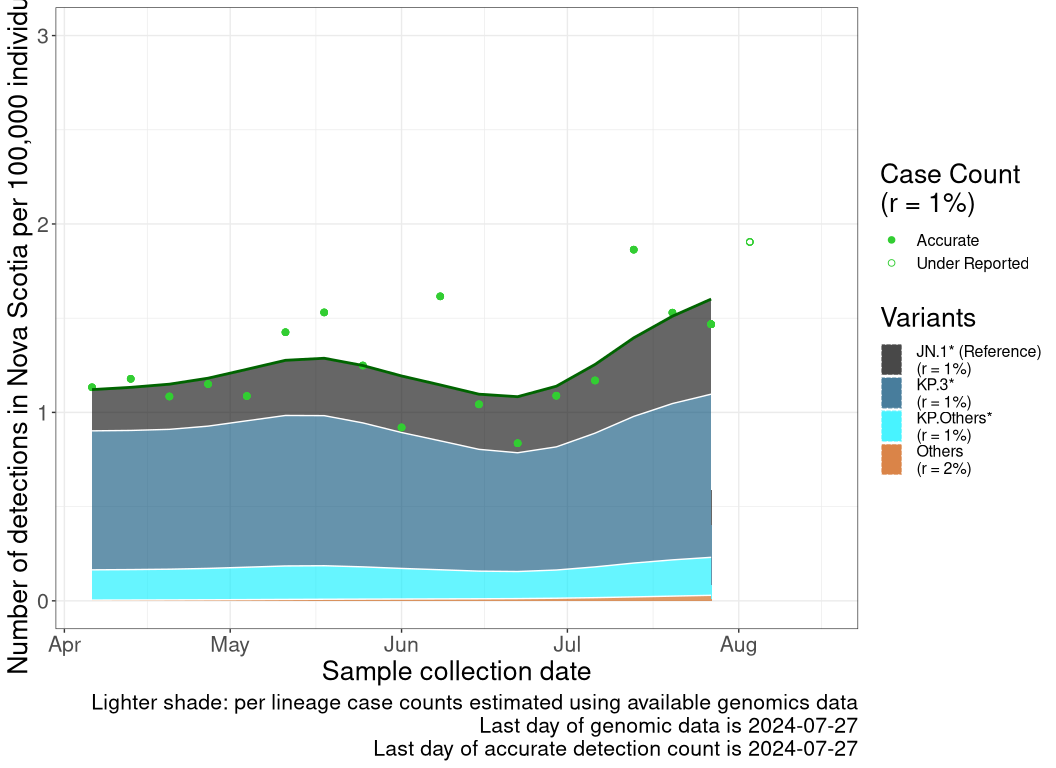 Number of detections in Nova Scotia per 100,000
3
2
1
0
Apr
May
Jun
Jul
Aug
Sample collection date
Case Count
(r = 1%)
Accurate
Under Reported
Variants
JN.1* (Reference)
(r = 1%)
KP.3*
(r = 1%)
KP.Others*
(r = 1%)
Others
(r = 2%)
Lighter shade: per lineage case counts estimated using available genomics data
Last day of genomic data is 2024-07-27
Last day of accurate detection count is 2024-07-27